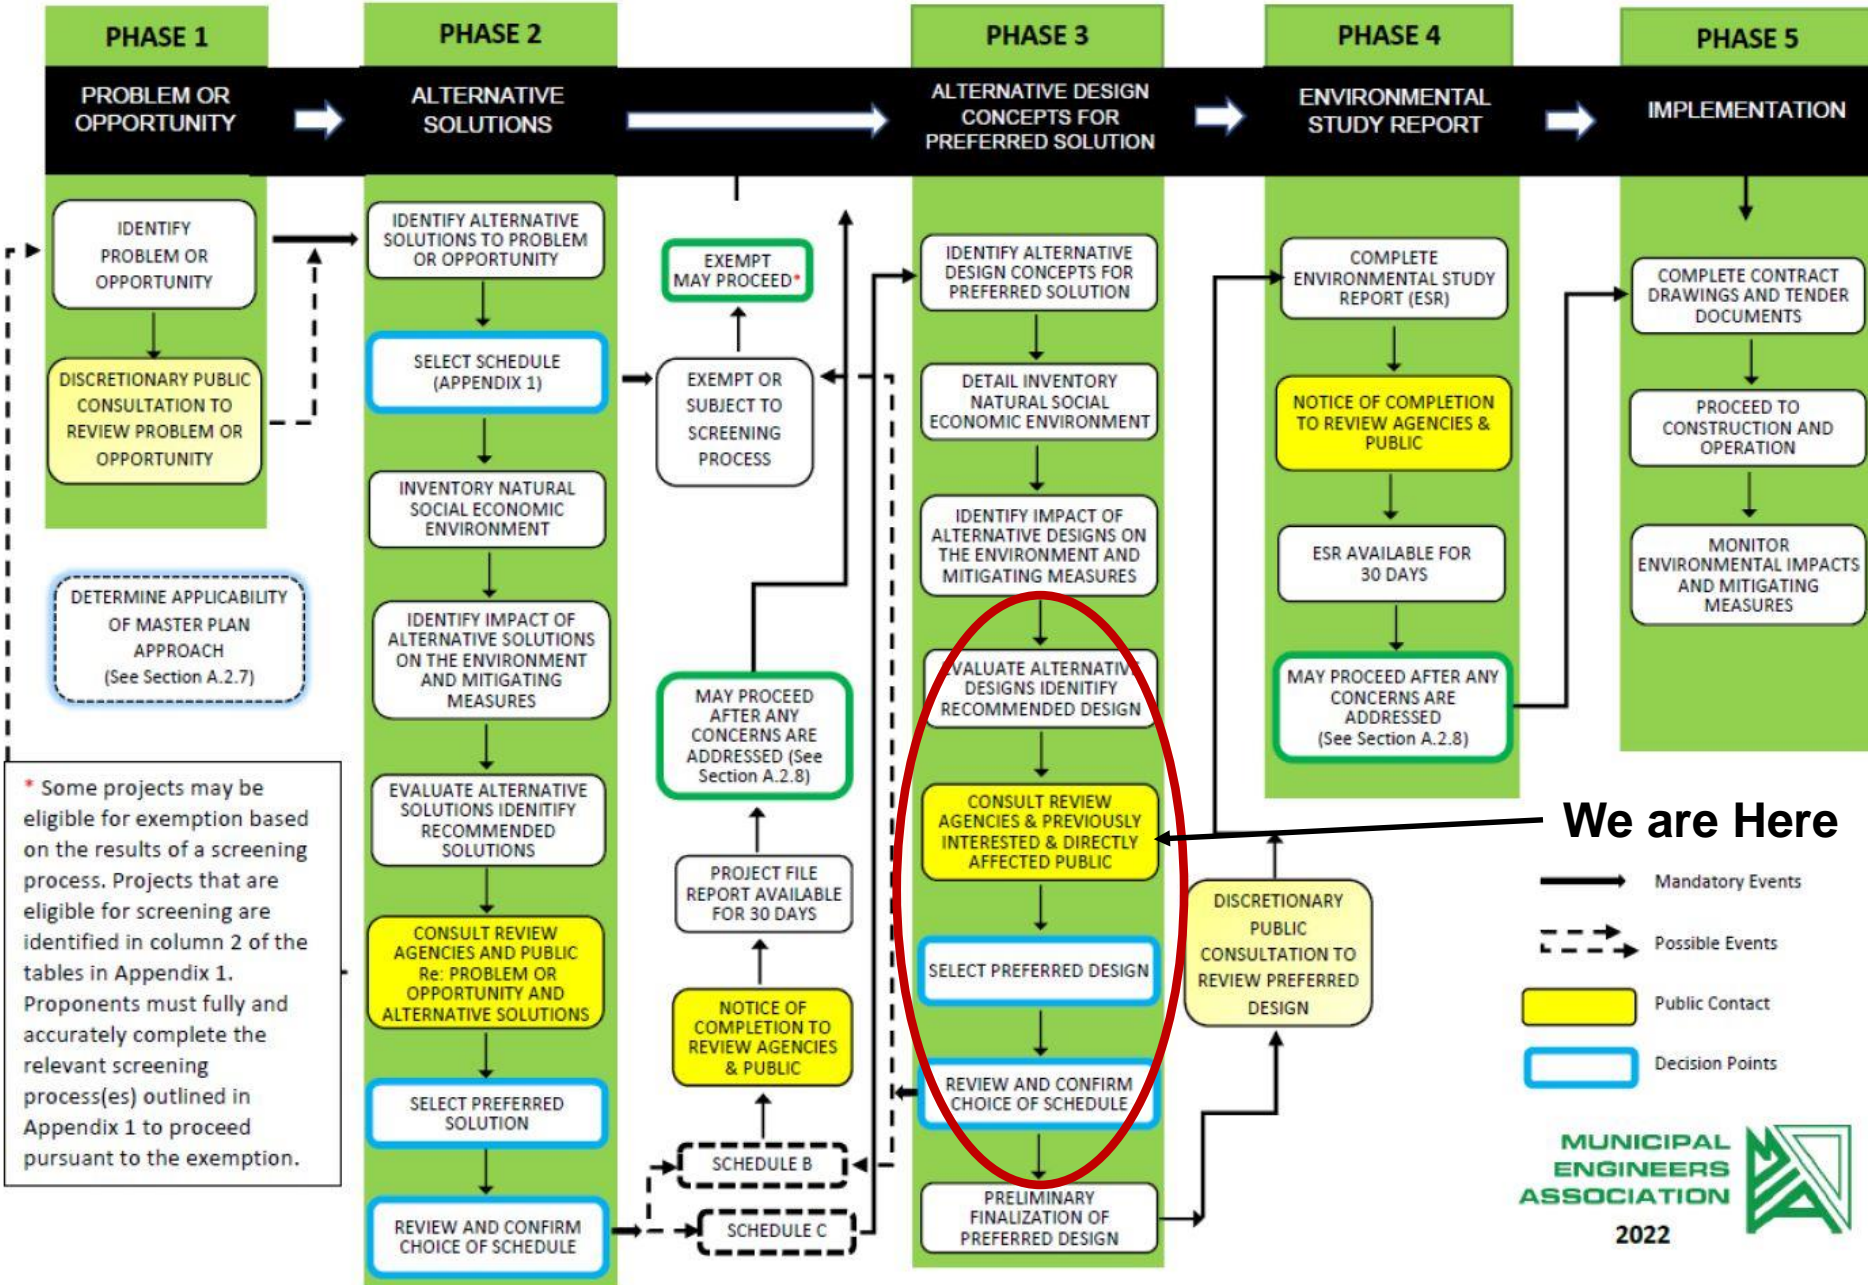 PHASE 1
PROBLEM OR
OPPORTUNITY
IDENTIFY
PROBLEM OR
OPPORTUNITY
DISCRETIONARY PUBLIC
CONSULTATION TO
REVIEW PROBLEM OR
OPPORTUNITY
DETERMINE APPLICABILITY
OF MASTER PLAN
APPROACH
(See Section A.2.7)
* Some projects may be
eligible for exemption based
on the results of a screening
process. Projects that are
eligible for screening are
identified in column 2 of the
tables in Appendix 1.
Proponents must fully and
accurately complete the
relevant screening
process(es) outlined in
Appendix 1 to proceed
pursuant to the exemption.
PHASE 2
ALTERNATIVE
SOLUTIONS
IDENTIFY ALTERNATIVE
SOLUTIONS TO PROBLEM
OR OPPORTUNITY
SELECT SCHEDULE
(APPENDIX 1)
INVENTORY NATURAL
SOCIAL ECONOMIC
ENVIRONMENT
IDENTIFY IMPACT OF
ALTERNATIVE SOLUTIONS
ON THE ENVIRONMENT
AND MITIGATING
MEASURES
EVALUATE ALTERNATIVE
SOLUTIONS IDENITIFY
RECOMMENDED
SOLUTIONS
CONSULT REVIEW
AGENCIES AND PUBLIC
Re: PROBLEM OR
OPPORTUNITY AND
ALTERNATIVE SOLUTIONS
SELECT PREFERRED
SOLUTION
REVIEW AND CONFIRM
CHOICE OF SCHEDULE
EXEMPT
MAY PROCEED*
EXEMPT OR
SUBJECT TO
SCREENING
PROCESS
MAY PROCEED
AFTER ANY
CONCERNS ARE
ADDRESSED (See
Section A.2.8)
PROJECT FILE
REPORT AVAILABLE
FOR 30 DAYS
NOTICE OF
COMPLETION TO
REVIEW AGENCIES
& PUBLIC
SCHEDULE B
SCHEDULE C
PHASE 3
ALTERNATIVE DESIGN
CONCEPTS FOR
PREFERRED SOLUTION
IDENTIFY ALTERNATIVE
DESIGN CONCEPTS FOR
PREFERRED SOLUTION
DETAIL INVENTORY
NATURAL SOCIAL
ECONOMIC ENVIRONMENT
IDENTIFY IMPACT OF
ALTERNATIVE DESIGNS ON
THE ENVIRONMENT AND
MITIGATING MEASURES
EVALUATE ALTERNATIVE
DESIGNS IDENITIFY
RECOMMENDED DESIGN
CONSULT REVIEW
AGENCIES & PREVIOUSLY
INTERESTED & DIRECTLY
AFFECTED PUBLIC
SELECT PREFERRED DESIGN
REVIEW AND CONFIRM
CHOICE OF SCHEDULE
PRELIMINARY
FINALIZATION OF
PREFERRED DESIGN
DISCRETIONARY
PUBLIC
CONSULTATION TO
REVIEW PREFERRED
DESIGN
PHASE 4
ENVIRONMENTAL
STUDY REPORT
COMPLETE
ENVIRONMENTAL STUDY
REPORT (ESR)
NOTICE OF COMPLETION
TO REVIEW AGENCIES &
PUBLIC
ESR AVAILABLE FOR
30 DAYS
MAY PROCEED AFTER ANY
CONCERNS ARE
ADDRESSED
(See Section A.2.8)
PHASE 5
IMPLEMENTATION
COMPLETE CONTRACT
DRAWINGS AND TENDER
DOCUMENTS
PROCEED TO
CONSTRUCTION AND
OPERATION
MONITOR
ENVIRONMENTAL IMPACTS
AND MITIGATING
MEASURES
We are Here
Mandatory Events
Possible Events
Public Contact
Decision Points
MUNICIPAL
ENGINEERS
ASSOCIATION
2022